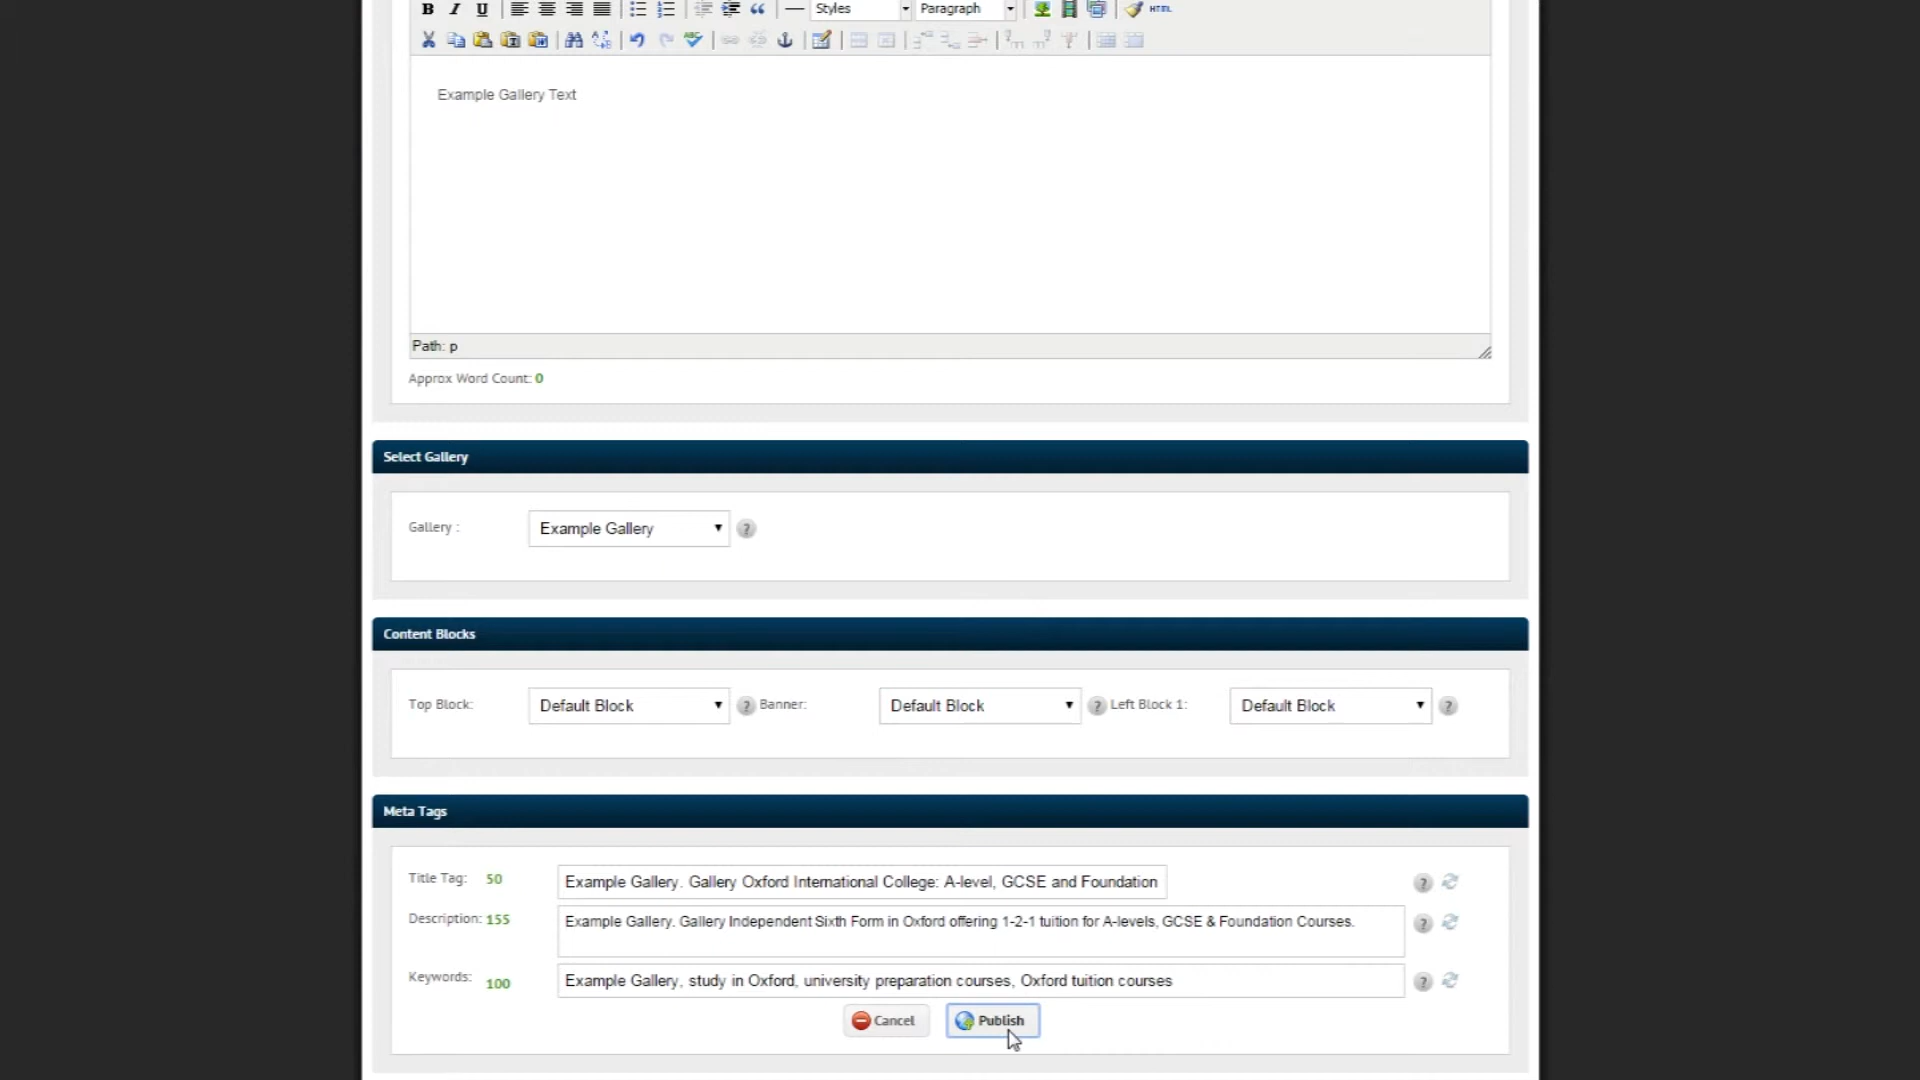 B I U Styles Paragraph HTML
Example Gallery Text
Path: p
Approx Word Count: 0
Select Gallery
Gallery : Example Gallery ?
Content Blocks
Top Block: Default Block ? Banner: Default Block ? Left Block 1: Default Block ?
Meta Tags
Title Tag: 50 Example Gallery. Gallery Oxford International College: A-level, GCSE and Foundation ?
Description: 155 Example Gallery. Gallery Independent Sixth Form in Oxford offering 1-2-1 tuition for A-levels, GCSE & Foundation Courses. ?
Keywords: 100 Example Gallery, study in Oxford, university preparation courses, Oxford tuition courses ?
Cancel Publish